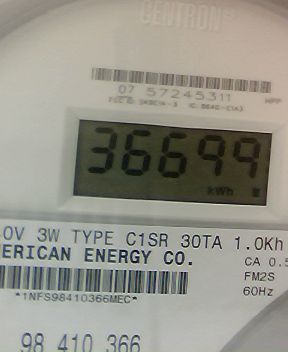 CENTRON®
07 57245311
36699
kWh
0V 3W TYPE C1SR 30TA 1.0Kh
MERICAN ENERGY CO.
CA 0.5
FM2S
*1NFS98410366MEC*
60Hz
98 410 366